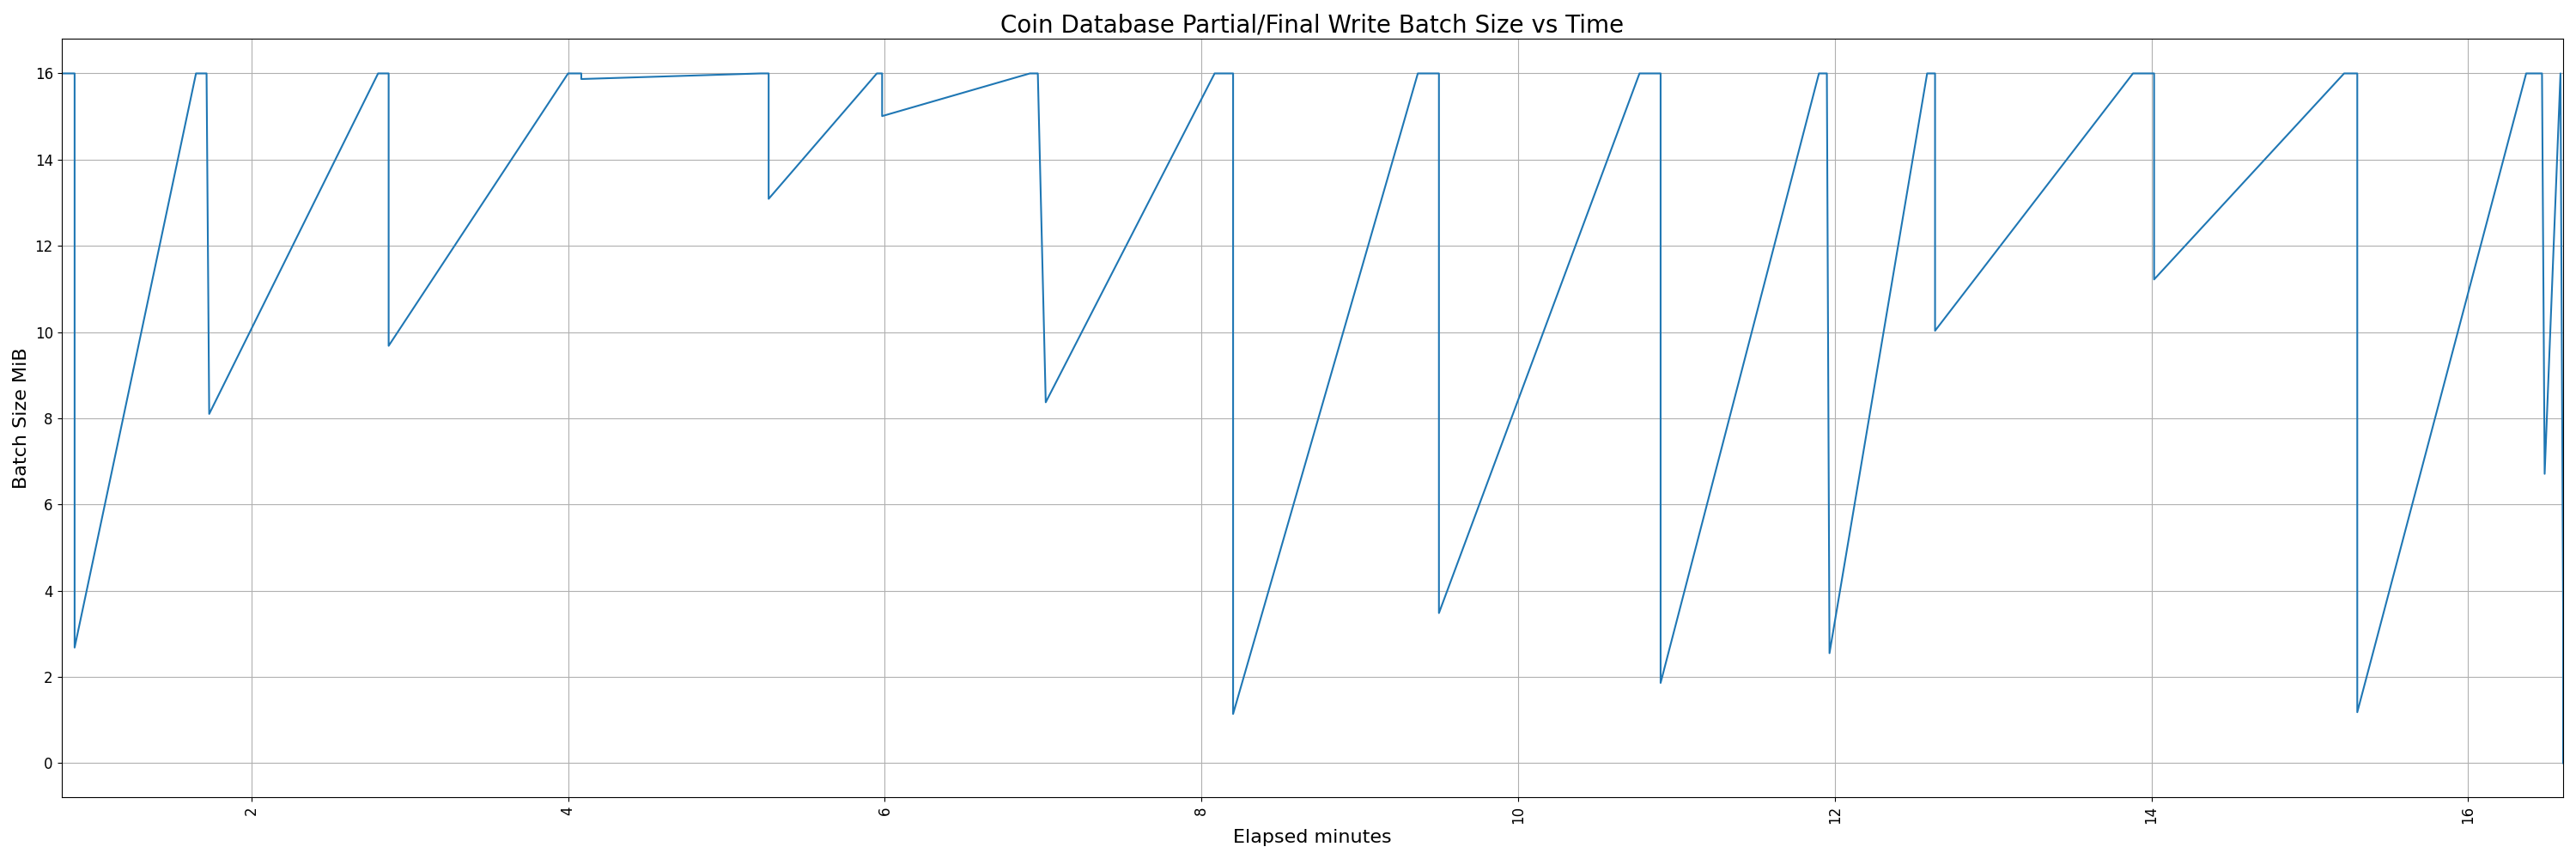 Coin Database Partial/Final Write Batch Size vs Time
Batch Size MiB
16
14
12
10
8
6
4
2
0
2 4 6 8 10 12 14 16
Elapsed minutes